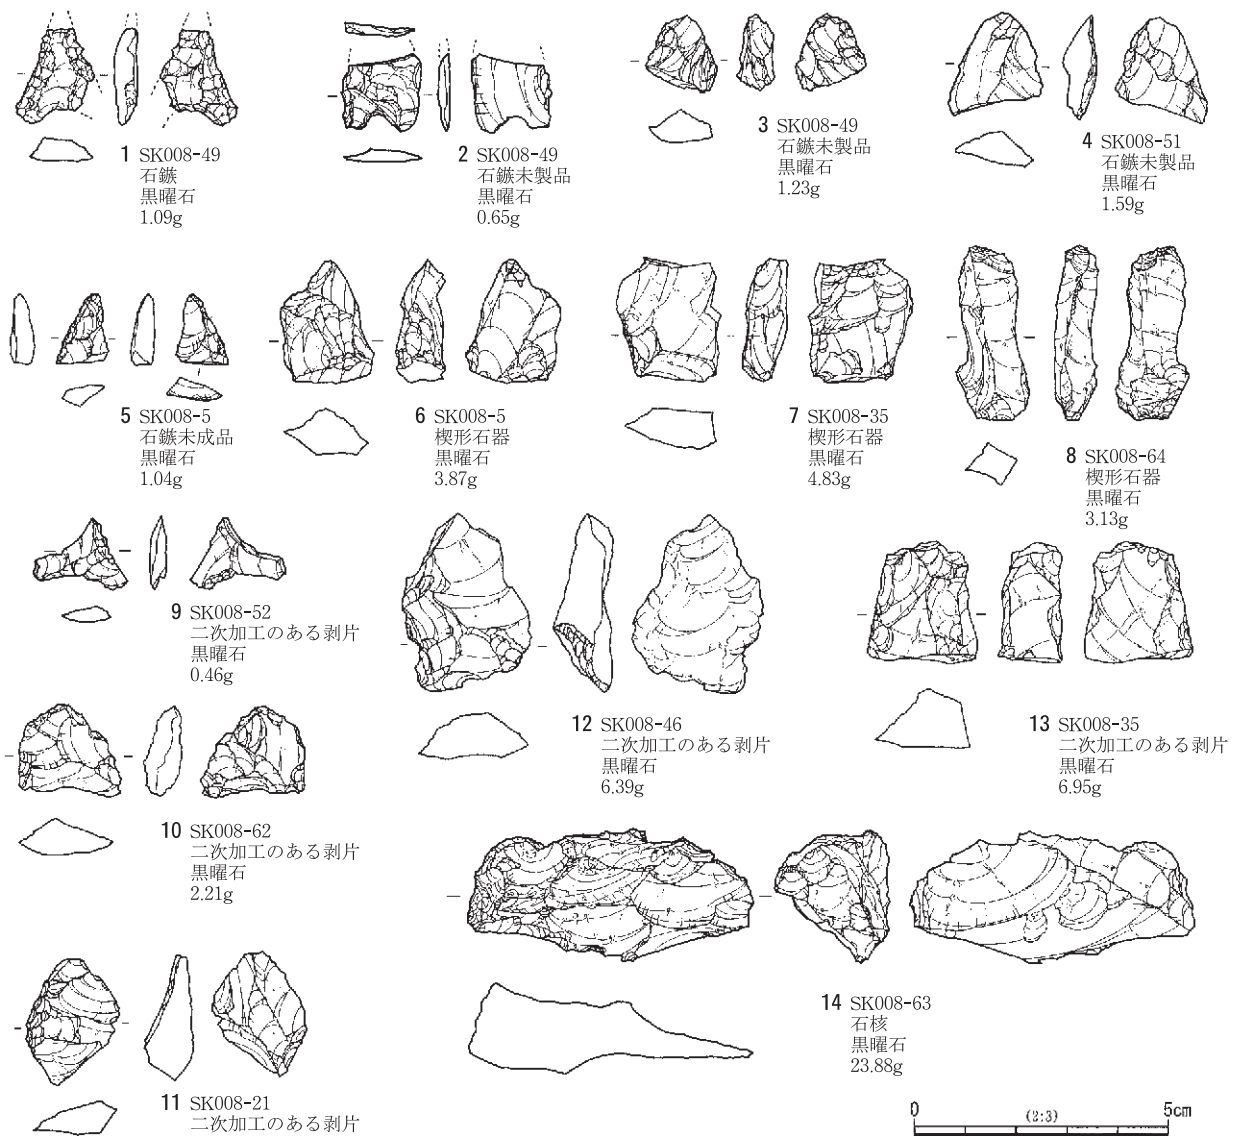 1 SK008-49
石鏃
黒曜石
1.09g
2 SK008-49
石鏃未製品
黒曜石
0.65g
3 SK008-49
石鏃未製品
黒曜石
1.23g
4 SK008-51
石鏃未製品
黒曜石
1.59g
5 SK008-5
石鏃未成品
黒曜石
1.04g
6 SK008-5
楔形石器
黒曜石
3.87g
7 SK008-35
楔形石器
黒曜石
4.83g
8 SK008-64
楔形石器
黒曜石
3.13g
9 SK008-52
二次加工のある剥片
黒曜石
0.46g
10 SK008-62
二次加工のある剥片
黒曜石
2.21g
11 SK008-21
二次加工のある剥片
12 SK008-46
二次加工のある剥片
黒曜石
6.39g
13 SK008-35
二次加工のある剥片
黒曜石
6.95g
14 SK008-63
石核
黒曜石
23.88g
0 (2:3) 5cm